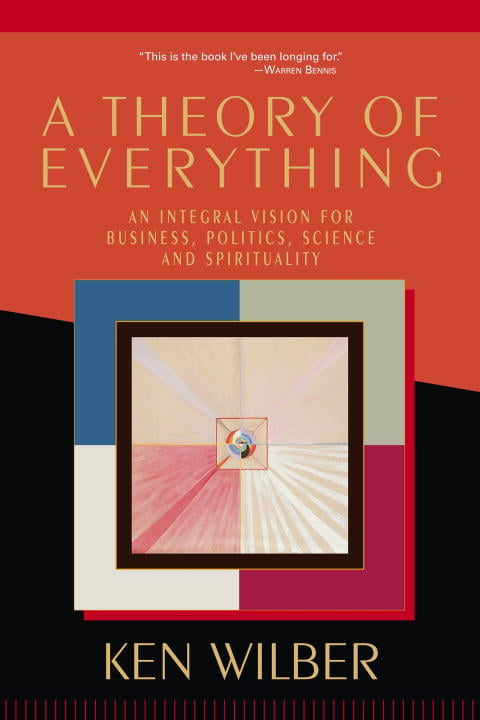 “This is the book I’ve been longing for.”
—Warren Bennis
A THEORY OF
EVERYTHING
AN INTEGRAL VISION FOR
BUSINESS, POLITICS, SCIENCE
AND SPIRITUALITY
KEN WILBER